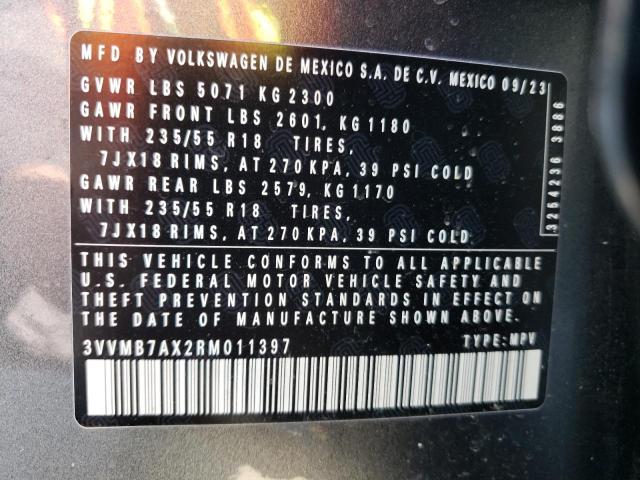 MFD BY VOLKSWAGEN DE MEXICO S.A. DE C.V. MEXICO 09/23
GVWR LBS 5071 KG 2300
GAWR FRONT LBS 2601, KG 1180
WITH 235/55 R18 TIRES,
7JX18 RIMS, AT 270 KPA, 39 PSI COLD
GAWR REAR LBS 2579, KG 1170
WITH 235/55 R18 TIRES,
7JX18 RIMS, AT 270 KPA, 39 PSI COLD
3254236 3886
THIS VEHICLE CONFORMS TO ALL APPLICABLE
U.S. FEDERAL MOTOR VEHICLE SAFETY AND
THEFT PREVENTION STANDARDS IN EFFECT ON
THE DATE OF MANUFACTURE SHOWN ABOVE.
3VVMB7AX2RM011397 TYPE:MPV